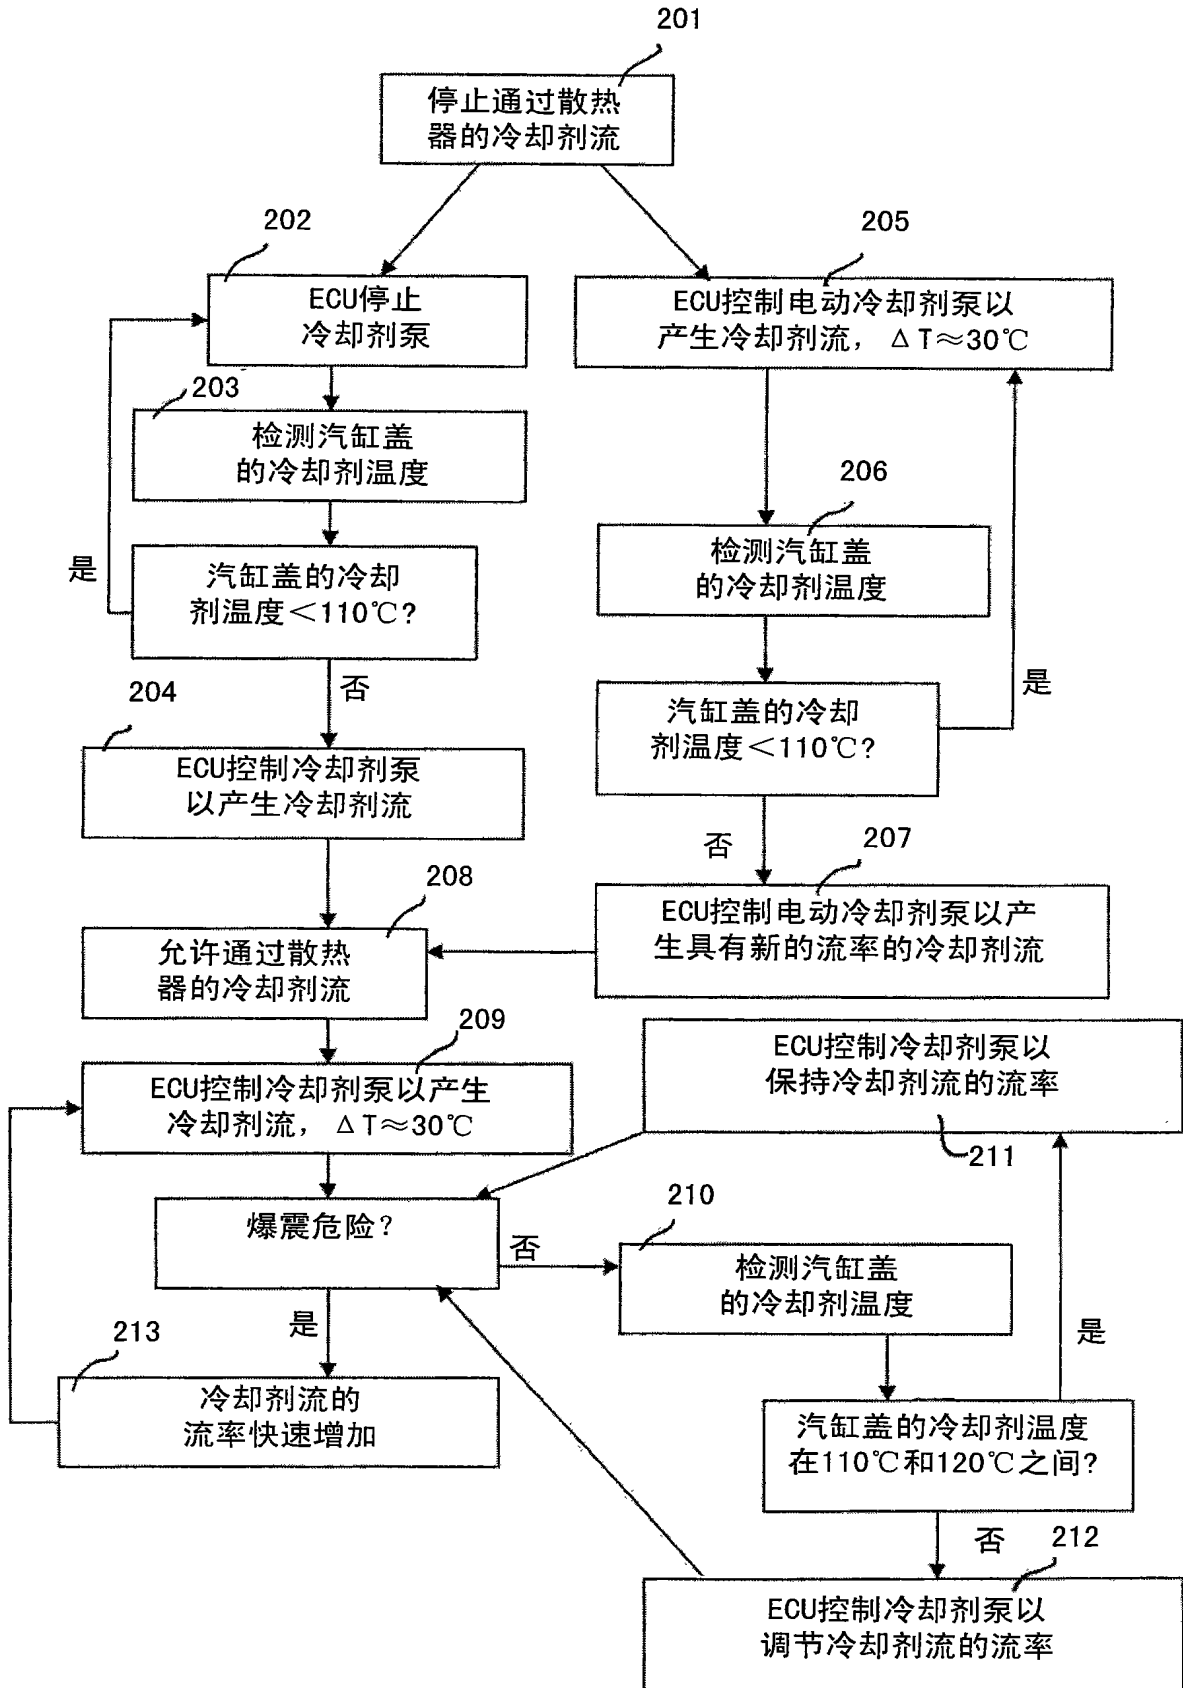 201
停止通过散热
器的冷却剂流
202
ECU停止
冷却剂泵
205
ECU控制电动冷却剂泵以
产生冷却剂流，ΔT≈30℃
203
检测汽缸盖
的冷却剂温度
206
检测汽缸盖
的冷却剂温度
是
汽缸盖的冷却
剂温度＜110℃?
否
汽缸盖的冷却
剂温度＜110℃?
是
204
ECU控制冷却剂泵
以产生冷却剂流
否
207
ECU控制电动冷却剂泵以产
生具有新的流率的冷却剂流
208
允许通过散热
器的冷却剂流
209
ECU控制冷却剂泵以产生
冷却剂流，ΔT≈30℃
ECU控制冷却剂泵以
保持冷却剂流的流率
211
爆震危险?
否
210
检测汽缸盖
的冷却剂温度
是
是
213
冷却剂流的
流率快速增加
汽缸盖的冷却剂温度
在110℃和120℃之间?
否
212
ECU控制冷却剂泵以
调节冷却剂流的流率